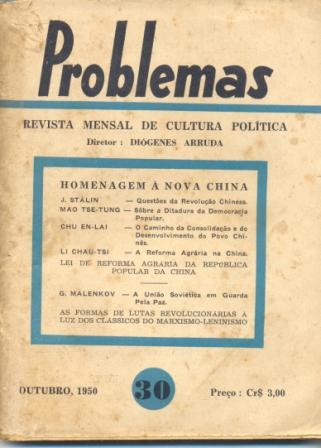 Problemas
REVISTA MENSAL DE CULTURA POLÍTICA
Diretor : DIÓGENES ARRUDA
HOMENAGEM À NOVA CHINA
J. STÁLIN — Questões da Revolução Chinesa.
MAO TSE-TUNG — Sôbre a Ditadura da Democracia
Popular.
CHU EN-LAI — O Caminho da Consolidação e do
Desenvolvimento do Povo Chi-
nês.
LI CHAU-TSI — A Reforma Agrária na China.
LEI DE REFORMA AGRÁRIA DA REPÚBLICA
POPULAR DA CHINA
G. MALENKOV — A União Soviética em Guarda
Pela Paz.
AS FORMAS DE LUTAS REVOLUCIONÁRIAS À
LUZ DOS CLÁSSICOS DO MARXISMO-LENINISMO
OUTUBRO, 1950 30 Preço : Cr$ 3,00